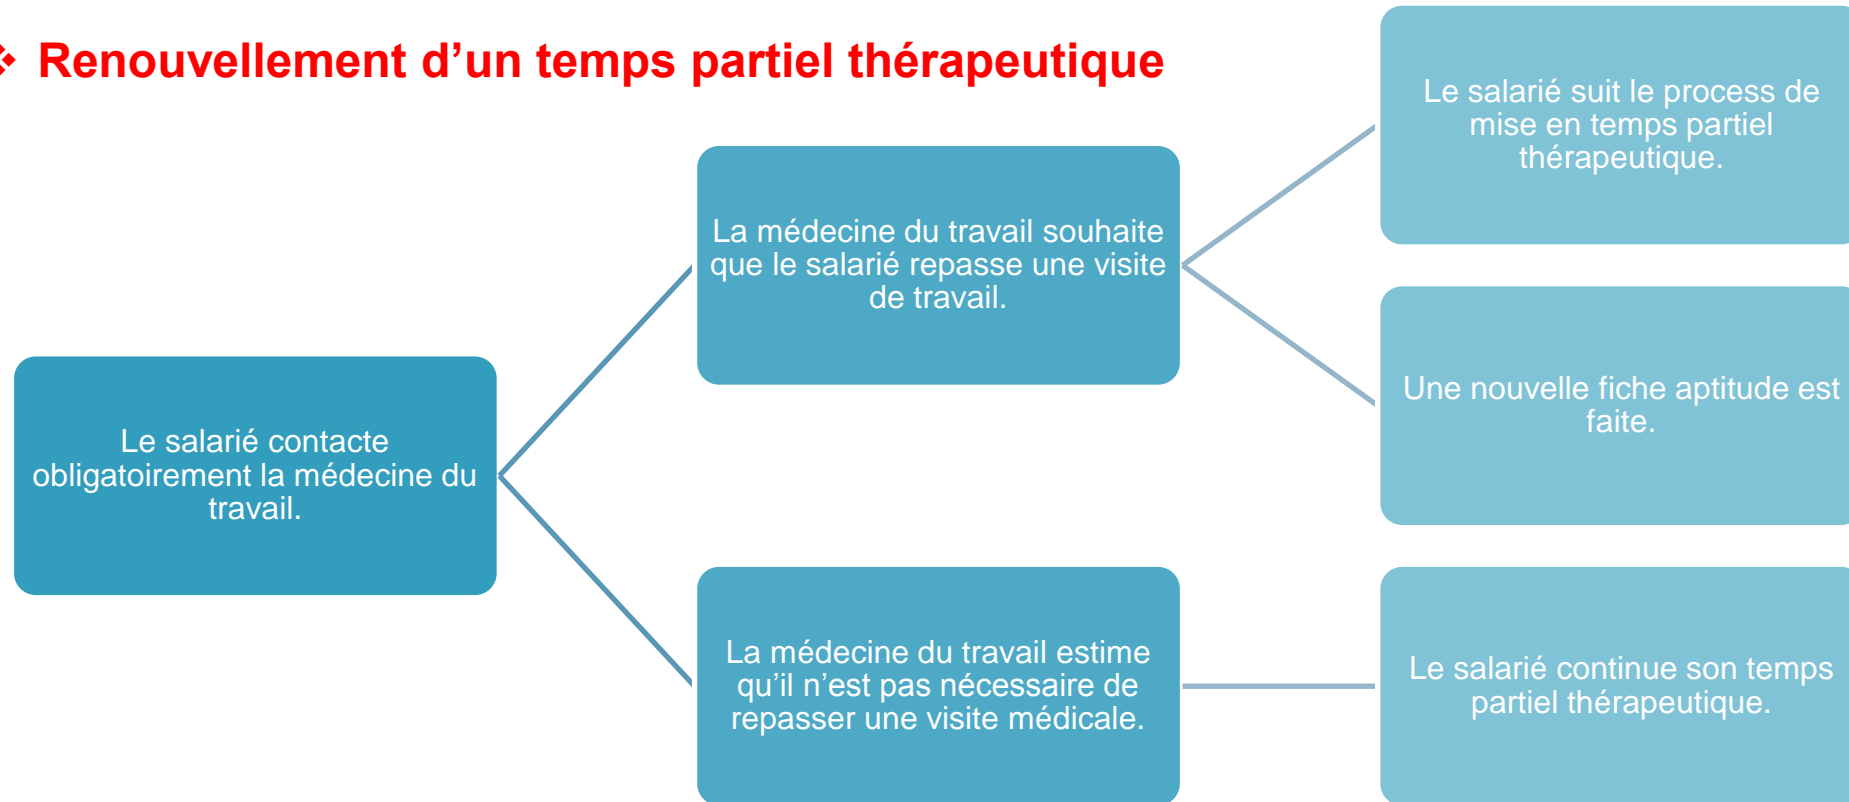 Renouvellement d’un temps partiel thérapeutique
Le salarié contacte
obligatoirement la médecine du
travail.
La médecine du travail souhaite
que le salarié repasse une visite
de travail.
Le salarié suit le process de
mise en temps partiel
thérapeutique.
Une nouvelle fiche aptitude est
faite.
La médecine du travail estime
qu’il n’est pas nécessaire de
repasser une visite médicale.
Le salarié continue son temps
partiel thérapeutique.